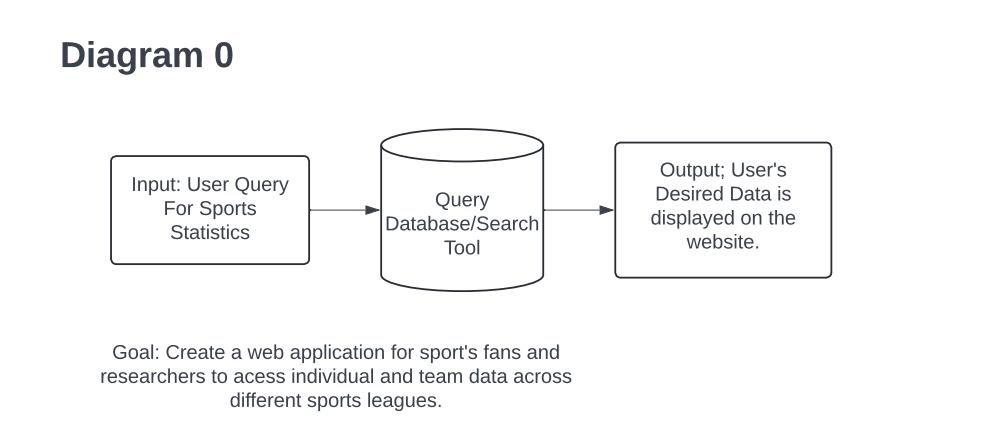 Diagram 0
Input: User Query
For Sports
Statistics
Query
Database/Search
Tool
Output; User's
Desired Data is
displayed on the
website.
Goal: Create a web application for sport's fans and
researchers to acess individual and team data across
different sports leagues.